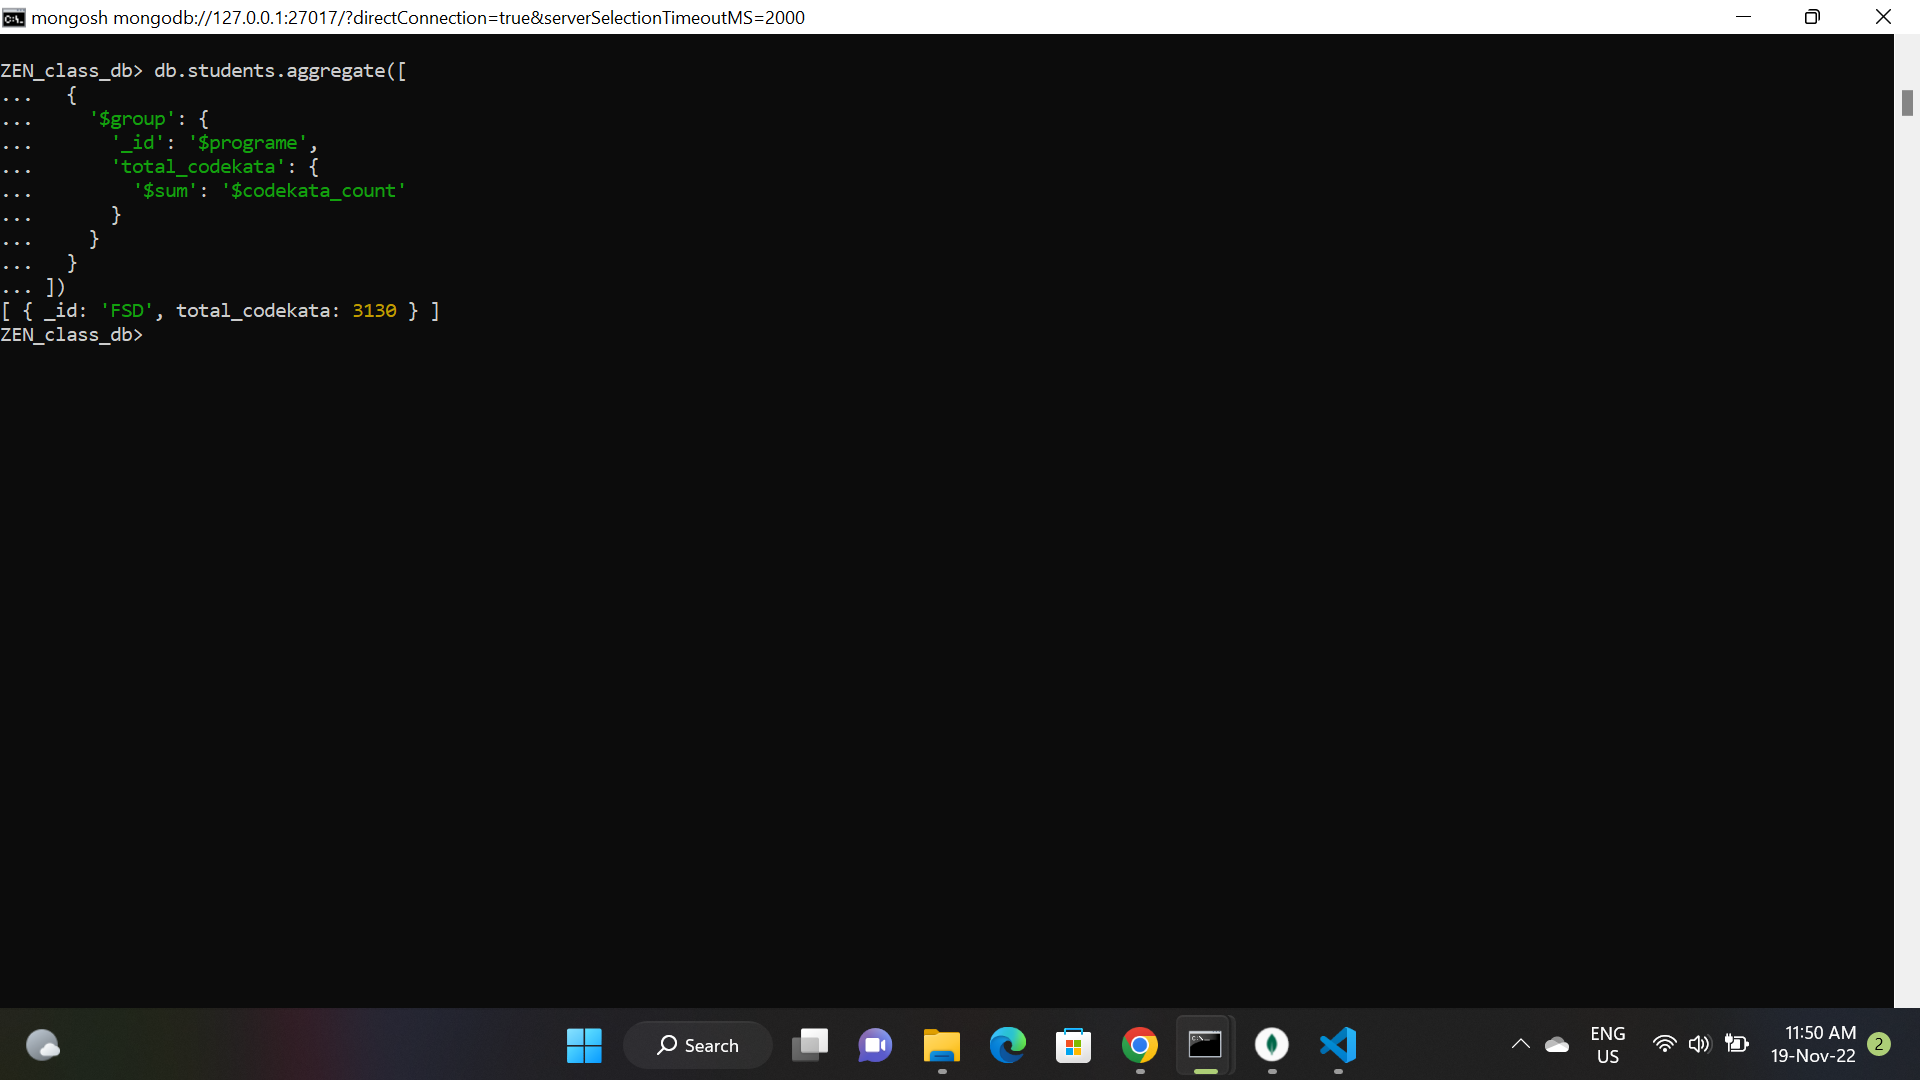 mongosh mongodb://127.0.0.1:27017/?directConnection=true&serverSelectionTimeoutMS=2000
ZEN_class_db> db.students.aggregate([
...   {
...     '$group': {
...       '_id': '$programe',
...       'total_codekata': {
...         '$sum': '$codekata_count'
...       }
...     }
...   }
... ])
[ { _id: 'FSD', total_codekata: 3130 } ]
ZEN_class_db>
Search
ENG
US
11:50 AM
19-Nov-22
2